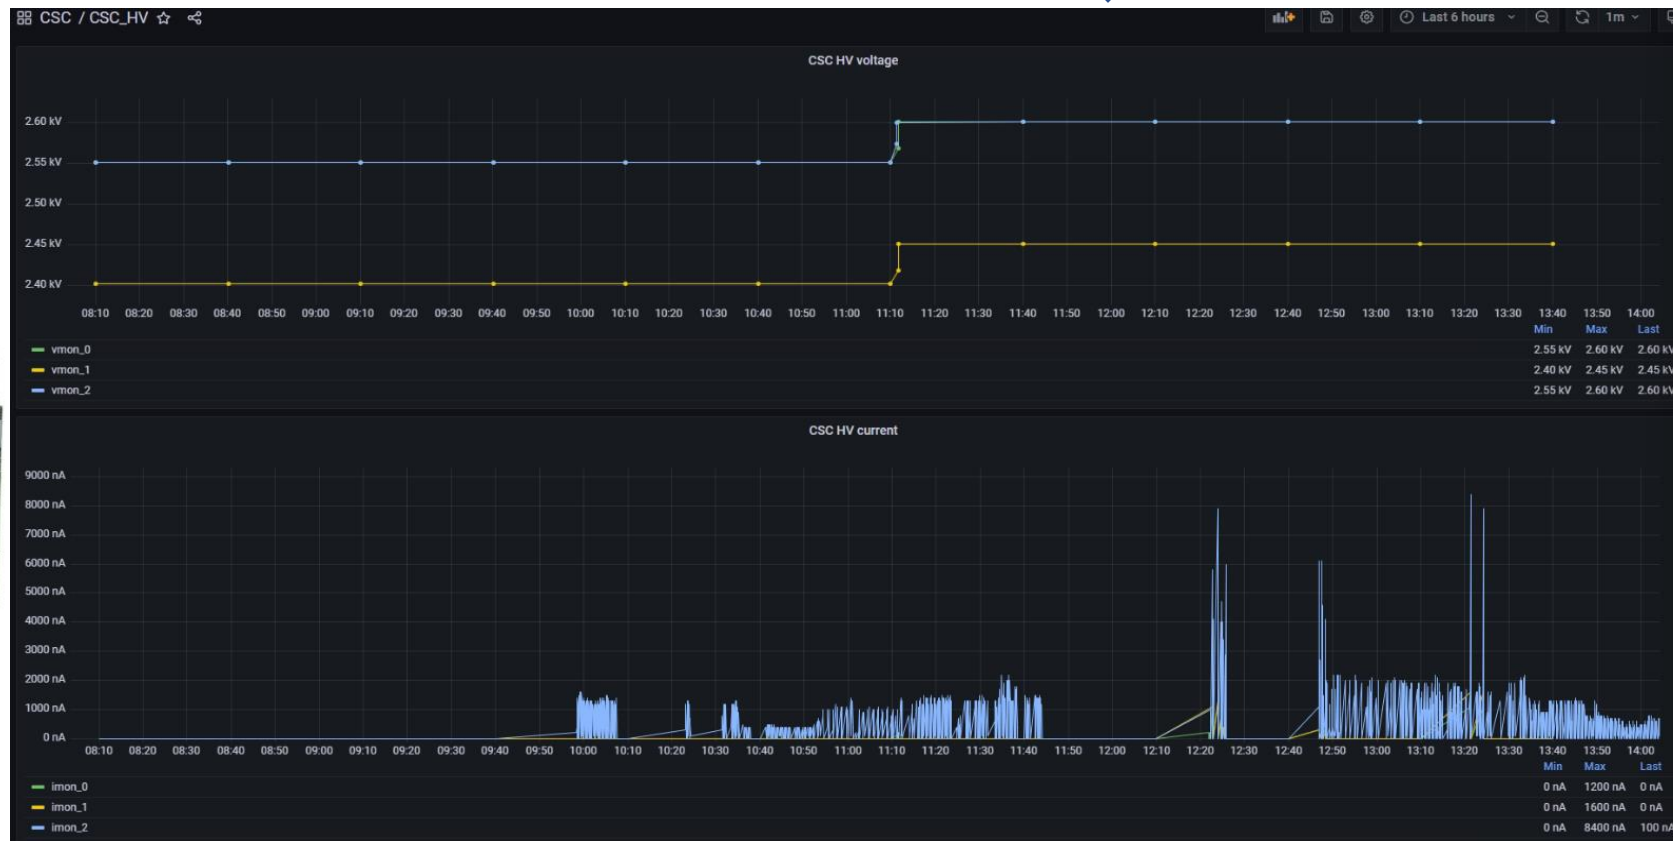 CSC / CSC_HV
Last 6 hours
1m
CSC HV voltage
2.60 kV
2.55 kV
2.50 kV
2.45 kV
2.40 kV
08:10 08:20 08:30 08:40 08:50 09:00 09:10 09:20 09:30 09:40 09:50 10:00 10:10 10:20 10:30 10:40 10:50 11:00 11:10 11:20 11:30 11:40 11:50 12:00 12:10 12:20 12:30 12:40 12:50 13:00 13:10 13:20 13:30 13:40 13:50 14:00
Min Max Last
vmon_0 2.55 kV 2.60 kV 2.60 kV
vmon_1 2.40 kV 2.45 kV 2.45 kV
vmon_2 2.55 kV 2.60 kV 2.60 kV
CSC HV current
9000 nA
8000 nA
7000 nA
6000 nA
5000 nA
4000 nA
3000 nA
2000 nA
1000 nA
0 nA
08:10 08:20 08:30 08:40 08:50 09:00 09:10 09:20 09:30 09:40 09:50 10:00 10:10 10:20 10:30 10:40 10:50 11:00 11:10 11:20 11:30 11:40 11:50 12:00 12:10 12:20 12:30 12:40 12:50 13:00 13:10 13:20 13:30 13:40 13:50 14:00
Min Max Last
imon_0 0 nA 1200 nA 0 nA
imon_1 0 nA 1600 nA 0 nA
imon_2 0 nA 8400 nA 100 nA